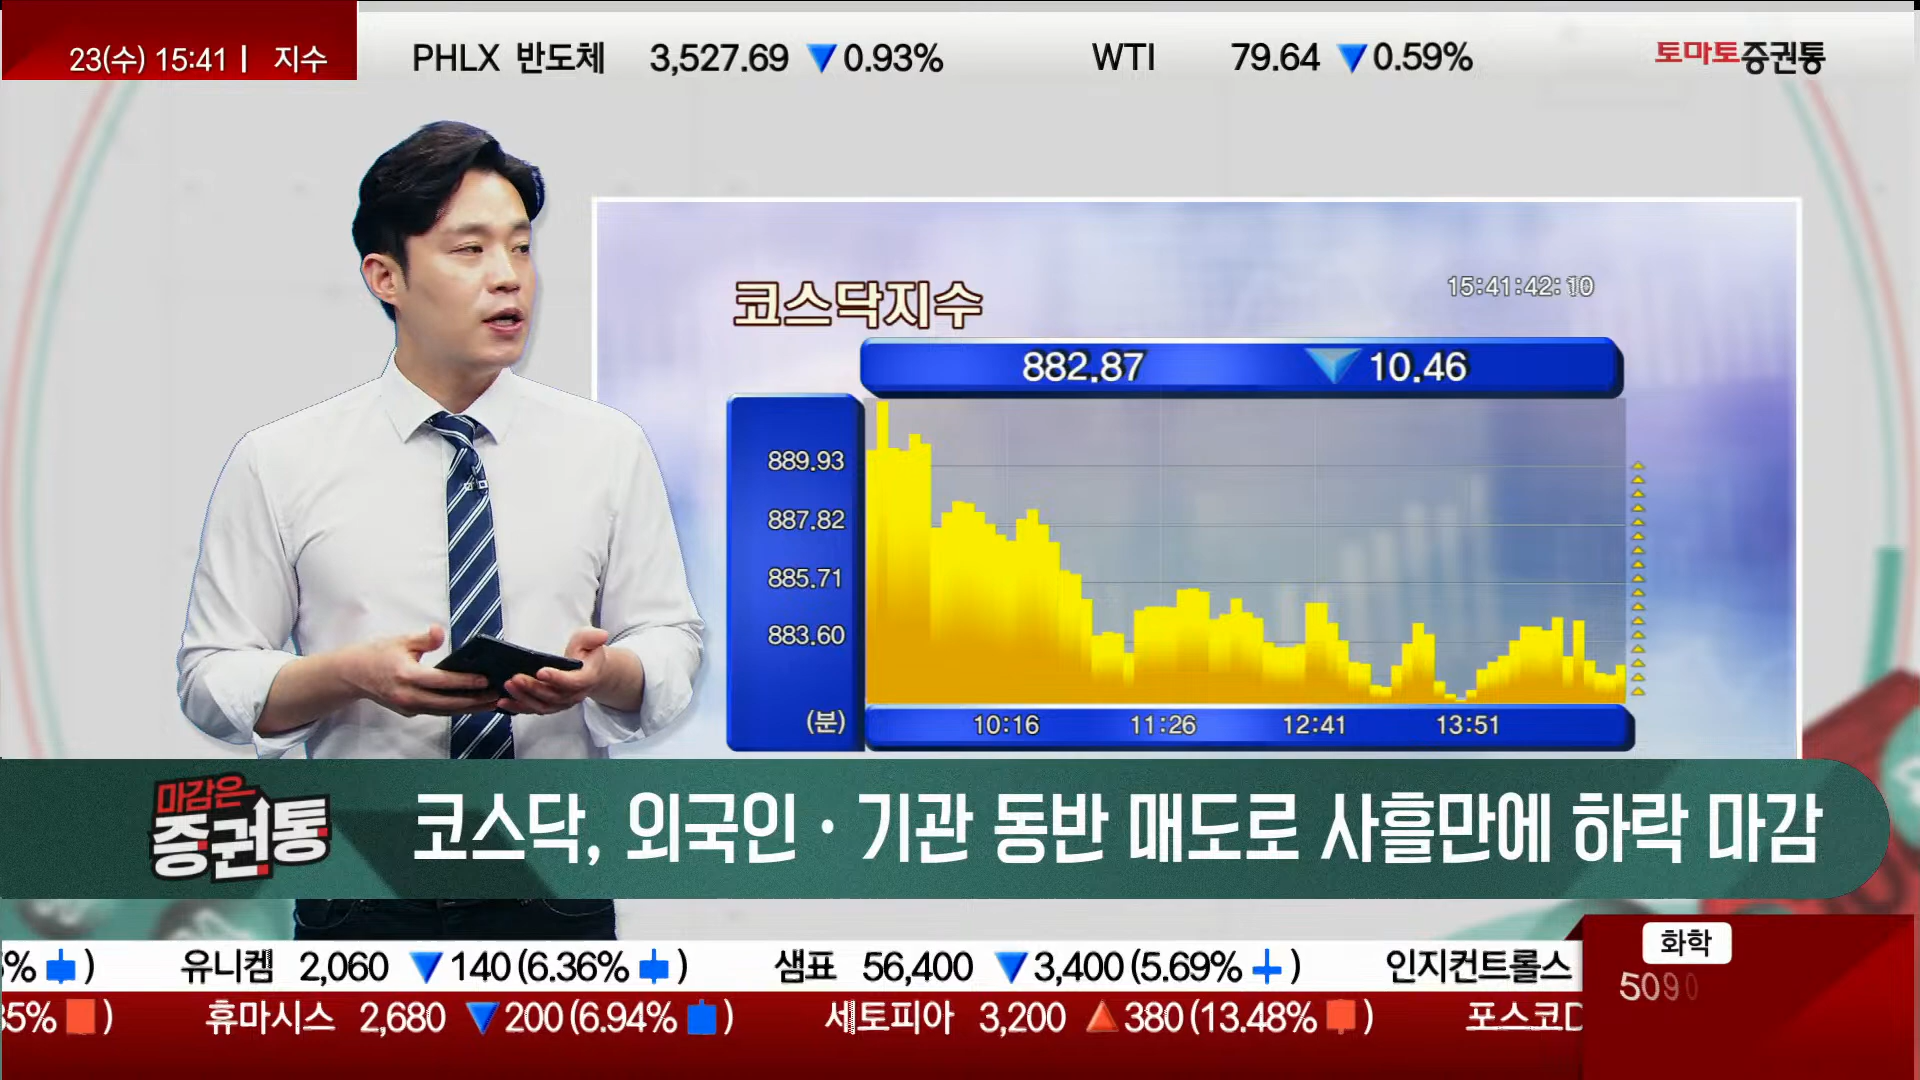 23(수) 15:41 | 지수
PHLX 반도체 3,527.69 ▼0.93% WTI 79.64 ▼0.59%
토마토증권통
코스닥지수
15:41:42:10
882.87 ▼10.46
889.93
887.82
885.71
883.60
(분) 10:16 11:26 12:41 13:51
마감은
증권통
코스닥, 외국인·기관 동반 매도로 사흘만에 하락 마감
% ) 유니켐 2,060 ▼140(6.36% ) 샘표 56,400 ▼3,400(5.69% ) 인지컨트롤스
화학
35% ) 휴마시스 2,680 ▼200(6.94% ) 세토피아 3,200 ▲380(13.48% ) 포스코D